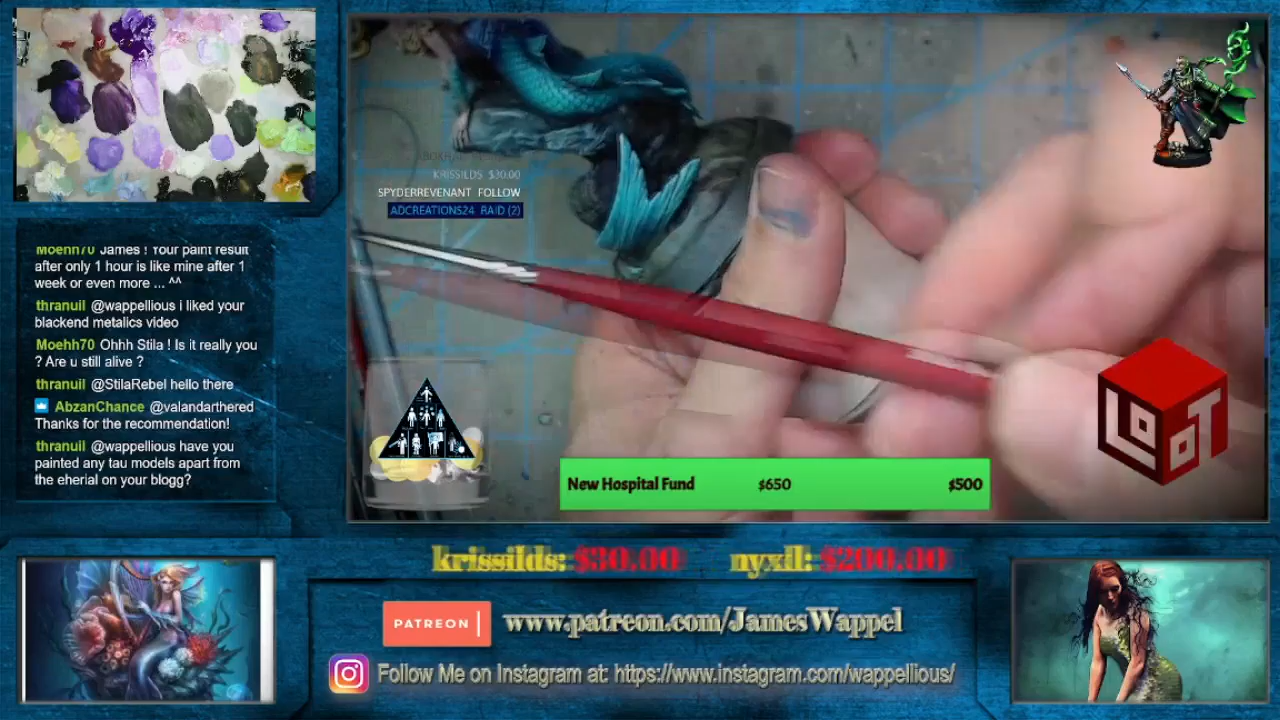 Moehh70 James ! Your paint result
after only 1 hour is like mine after 1
week or even more ... ^^
thranuil @wappellious i liked your
blackend metalics video
Moehh70 Ohhh Stila ! Is it really you
? Are u still alive ?
thranuil @StilaRebel hello there
AbzanChance @valandarthered
Thanks for the recommendation!
thranuil @wappellious have you
painted any tau models apart from
the eherial on your blogg?
KRISSILDS $30.00
SPYDERREVENANT FOLLOW
ADCREATIONS24 RAID (2)
LOOT
New Hospital Fund $650 $500
krissilds: $30.00 nyxil: $200.00
PATREON www.patreon.com/JamesWappel
Follow Me on Instagram at: https://www.instagram.com/wappellious/